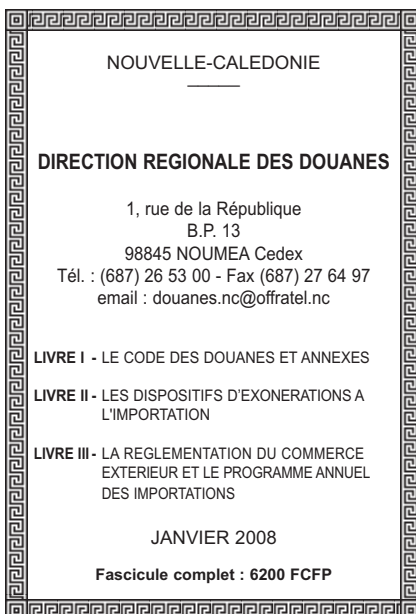 NOUVELLE-CALEDONIE
DIRECTION REGIONALE DES DOUANES
1, rue de la République
B.P. 13
98845 NOUMEA Cedex
Tél. : (687) 26 53 00 - Fax (687) 27 64 97
email : douanes.nc@offratel.nc
LIVRE I - LE CODE DES DOUANES ET ANNEXES
LIVRE II - LES DISPOSITIFS D'EXONERATIONS A
L'IMPORTATION
LIVRE III - LA REGLEMENTATION DU COMMERCE
EXTERIEUR ET LE PROGRAMME ANNUEL
DES IMPORTATIONS
JANVIER 2008
Fascicule complet : 6200 FCFP